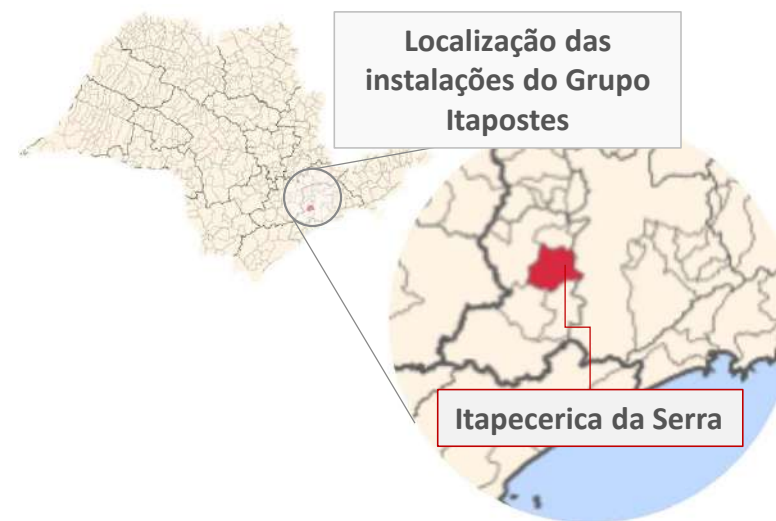 Localização das
instalações do Grupo
Itapostes
Itapecerica da Serra